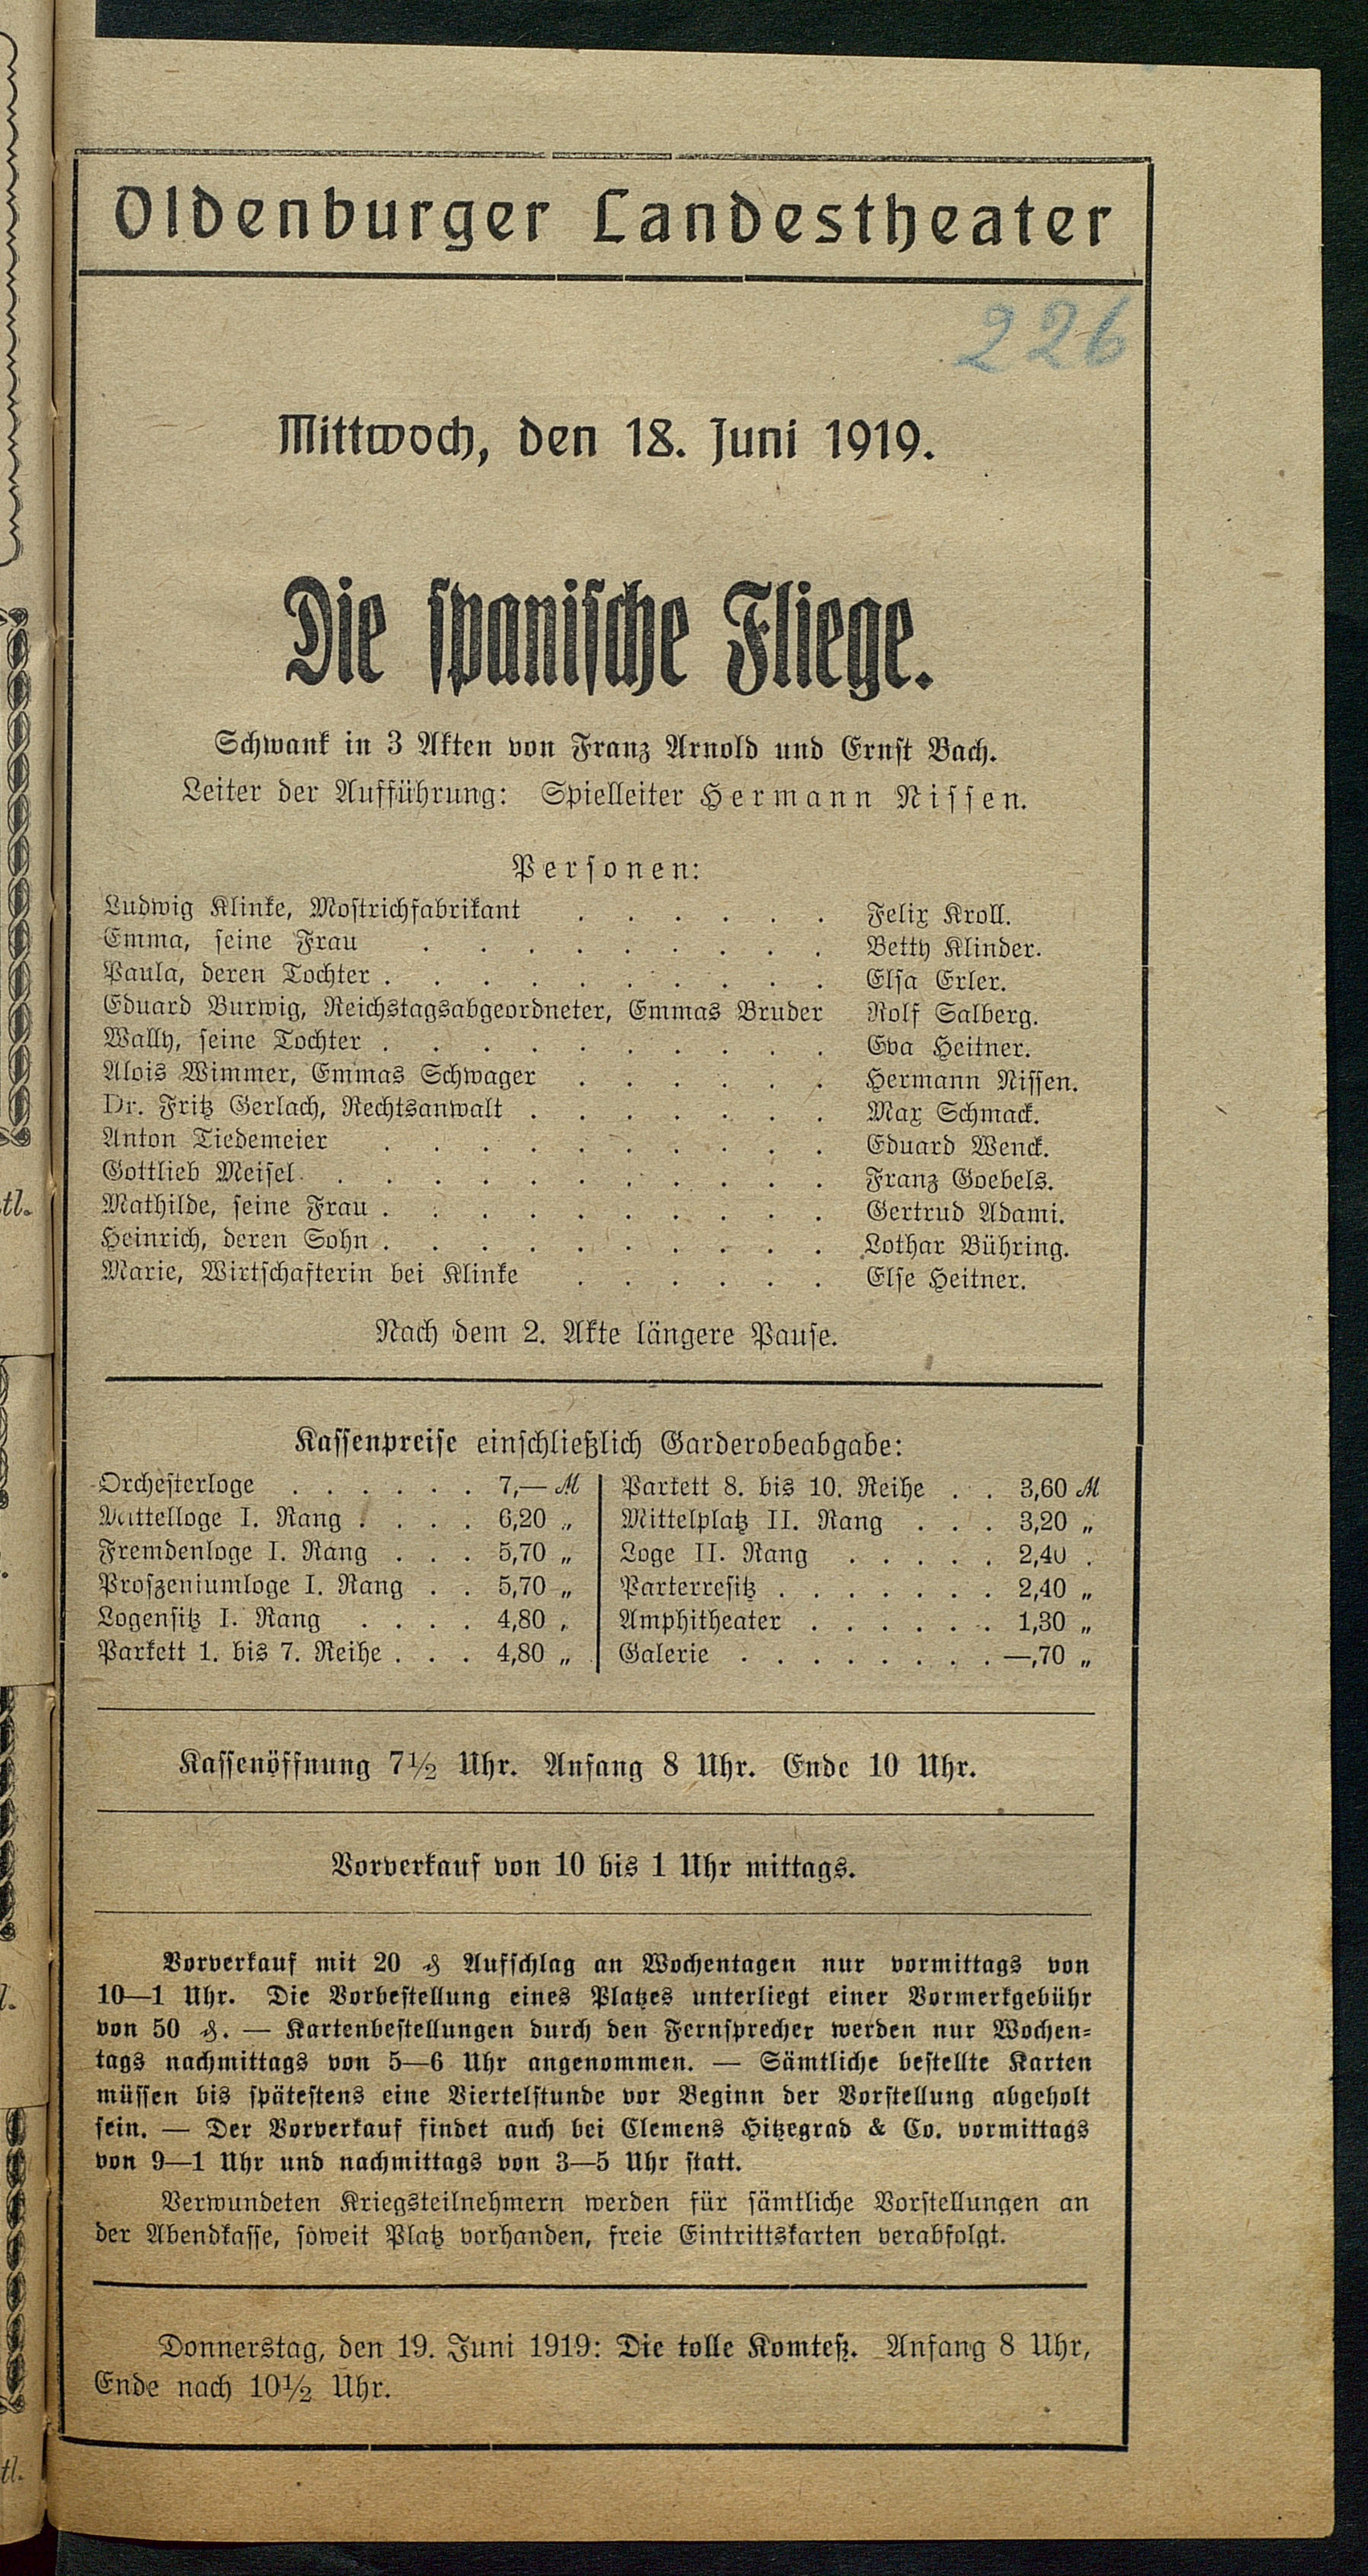 Oldenburger Landestheater
226
Mittwoch, den 18. Juni 1919.
Die spanische Fliege.
Schwank in 3 Akten von Franz Arnold und Ernst Bach.
Leiter der Aufführung: Spielleiter Hermann Nissen.
Personen:
Ludwig Klinke, Mostrichfabrikant . . . . . . Felix Kroll.
Emma, seine Frau . . . . . . . . . Betty Klinder.
Paula, deren Tochter . . . . . . . . . . Elsa Erler.
Eduard Burwig, Reichstagsabgeordneter, Emmas Bruder Rolf Salberg.
Wally, seine Tochter . . . . . . . . . . Eva Heitner.
Alois Wimmer, Emmas Schwager . . . . . . Hermann Nissen.
Dr. Fritz Gerlach, Rechtsanwalt . . . . . . . Max Schmack.
Anton Tiedemeier . . . . . . . . . . Eduard Wenck.
Gottlieb Meisel . . . . . . . . . . . . Franz Goebels.
Mathilde, seine Frau . . . . . . . . . . Gertrud Adami.
Heinrich, deren Sohn . . . . . . . . . . Lothar Bühring.
Marie, Wirtschafterin bei Klinke . . . . . . Else Heitner.
Nach dem 2. Akte längere Pause.
Kassenpreise einschließlich Garderobeabgabe:
Orchesterloge . . . . . . 7,— M
Mittelloge I. Rang . . . . 6,20 „
Fremdenloge I. Rang . . . 5,70 „
Proszeniumloge I. Rang . . 5,70 „
Logensitz I. Rang . . . . 4,80 „
Parkett 1. bis 7. Reihe . . . 4,80 „
Parkett 8. bis 10. Reihe . . 3,60 M
Mittelplatz II. Rang . . . 3,20 „
Loge II. Rang . . . . . 2,40 .
Parterresitz . . . . . . . 2,40 „
Amphitheater . . . . . . 1,30 „
Galerie . . . . . . . . —,70 „
Kassenöffnung 7½ Uhr. Anfang 8 Uhr. Ende 10 Uhr.
Vorverkauf von 10 bis 1 Uhr mittags.
Vorverkauf mit 20 ₰ Aufschlag an Wochentagen nur vormittags von
10—1 Uhr. Die Vorbestellung eines Platzes unterliegt einer Vormerkgebühr
von 50 ₰. — Kartenbestellungen durch den Fernsprecher werden nur Wochen-
tags nachmittags von 5—6 Uhr angenommen. — Sämtliche bestellte Karten
müssen bis spätestens eine Viertelstunde vor Beginn der Vorstellung abgeholt
sein. — Der Vorverkauf findet auch bei Clemens Hitzegrad & Co. vormittags
von 9—1 Uhr und nachmittags von 3—5 Uhr statt.
Verwundeten Kriegsteilnehmern werden für sämtliche Vorstellungen an
der Abendkasse, soweit Platz vorhanden, freie Eintrittskarten verabfolgt.
Donnerstag, den 19. Juni 1919: Die tolle Komteß. Anfang 8 Uhr,
Ende nach 10½ Uhr.